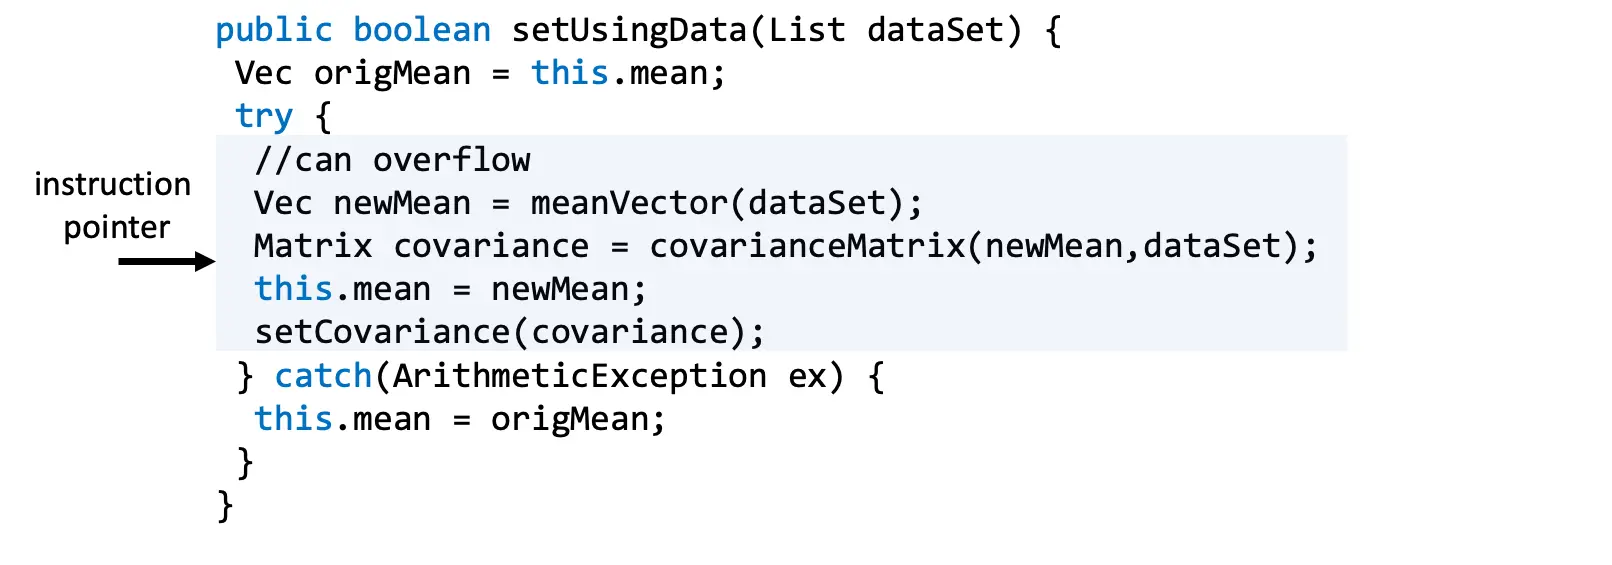 public boolean setUsingData(List dataSet) {
Vec origMean = this.mean;
try {
//can overflow
Vec newMean = meanVector(dataSet);
instruction
pointer
Matrix covariance = covarianceMatrix(newMean,dataSet);
this.mean = newMean;
setCovariance(covariance);
} catch(ArithmeticException ex) {
this.mean = origMean;
}
}